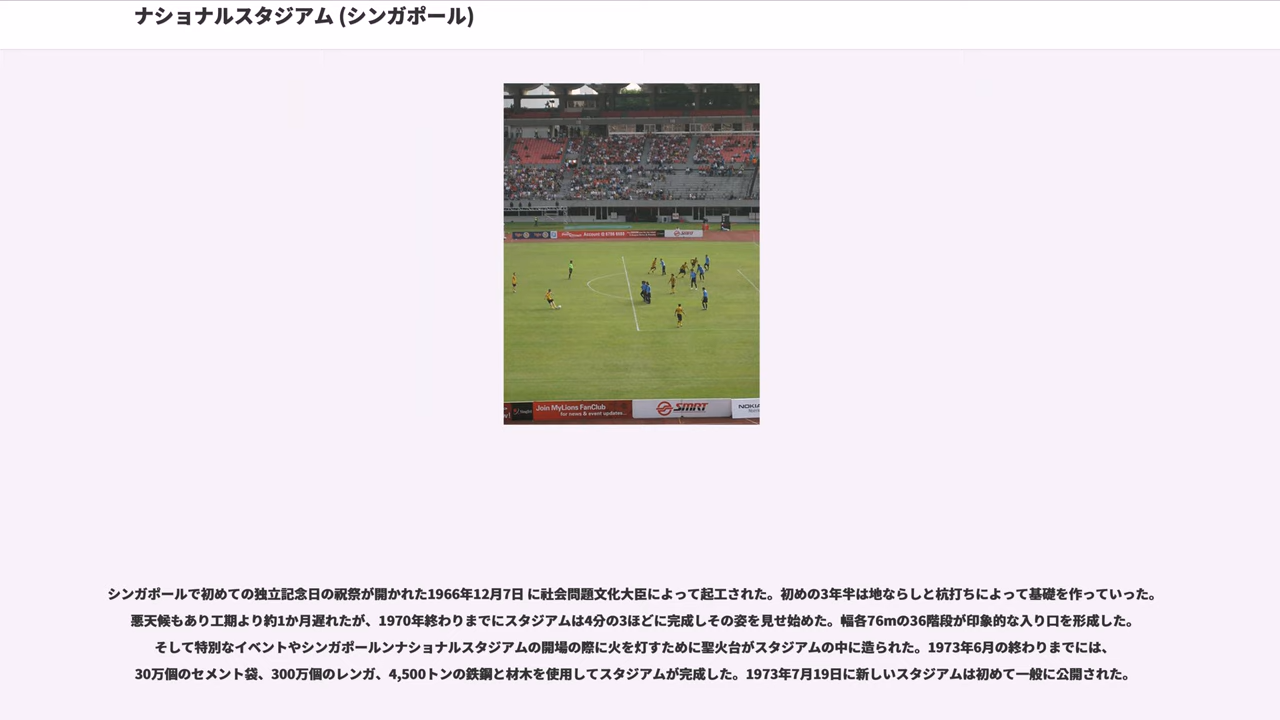 ナショナルスタジアム (シンガポール)
Join MyLions FanClub
for news & event updates...
SMRT
シンガポールで初めての独立記念日の祝祭が開かれた1966年12月7日 に社会問題文化大臣によって起工された。初めの3年半は地ならしと杭打ちによって基礎を作っていった。
悪天候もあり工期より約1か月遅れたが、1970年終わりまでにスタジアムは4分の3ほどに完成しその姿を見せ始めた。幅各76mの36階段が印象的な入り口を形成した。
そして特別なイベントやシンガポールンナショナルスタジアムの開場の際に火を灯すために聖火台がスタジアムの中に造られた。1973年6月の終わりまでには、
30万個のセメント袋、300万個のレンガ、4,500トンの鉄鋼と材木を使用してスタジアムが完成した。1973年7月19日に新しいスタジアムは初めて一般に公開された。